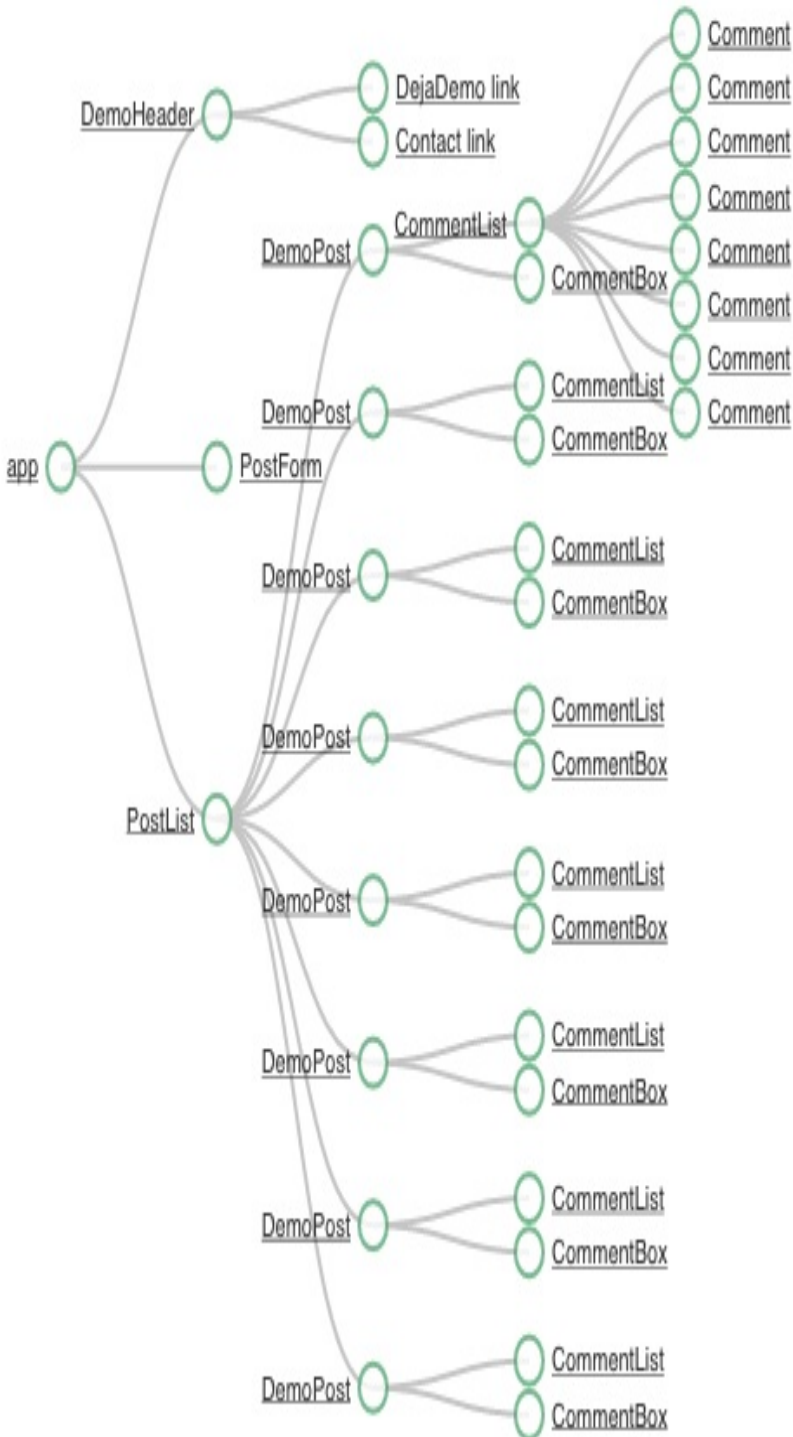 Comment
DejaDemo link
Comment
DemoHeader
Contact link
Comment
Comment
CommentList
DemoPost
Comment
CommentBox
Comment
Comment
CommentList
DemoPost
Comment
CommentBox
app
PostForm
CommentList
DemoPost
CommentBox
CommentList
DemoPost
CommentBox
PostList
CommentList
DemoPost
CommentBox
CommentList
DemoPost
CommentBox
CommentList
DemoPost
CommentBox
CommentList
DemoPost
CommentBox